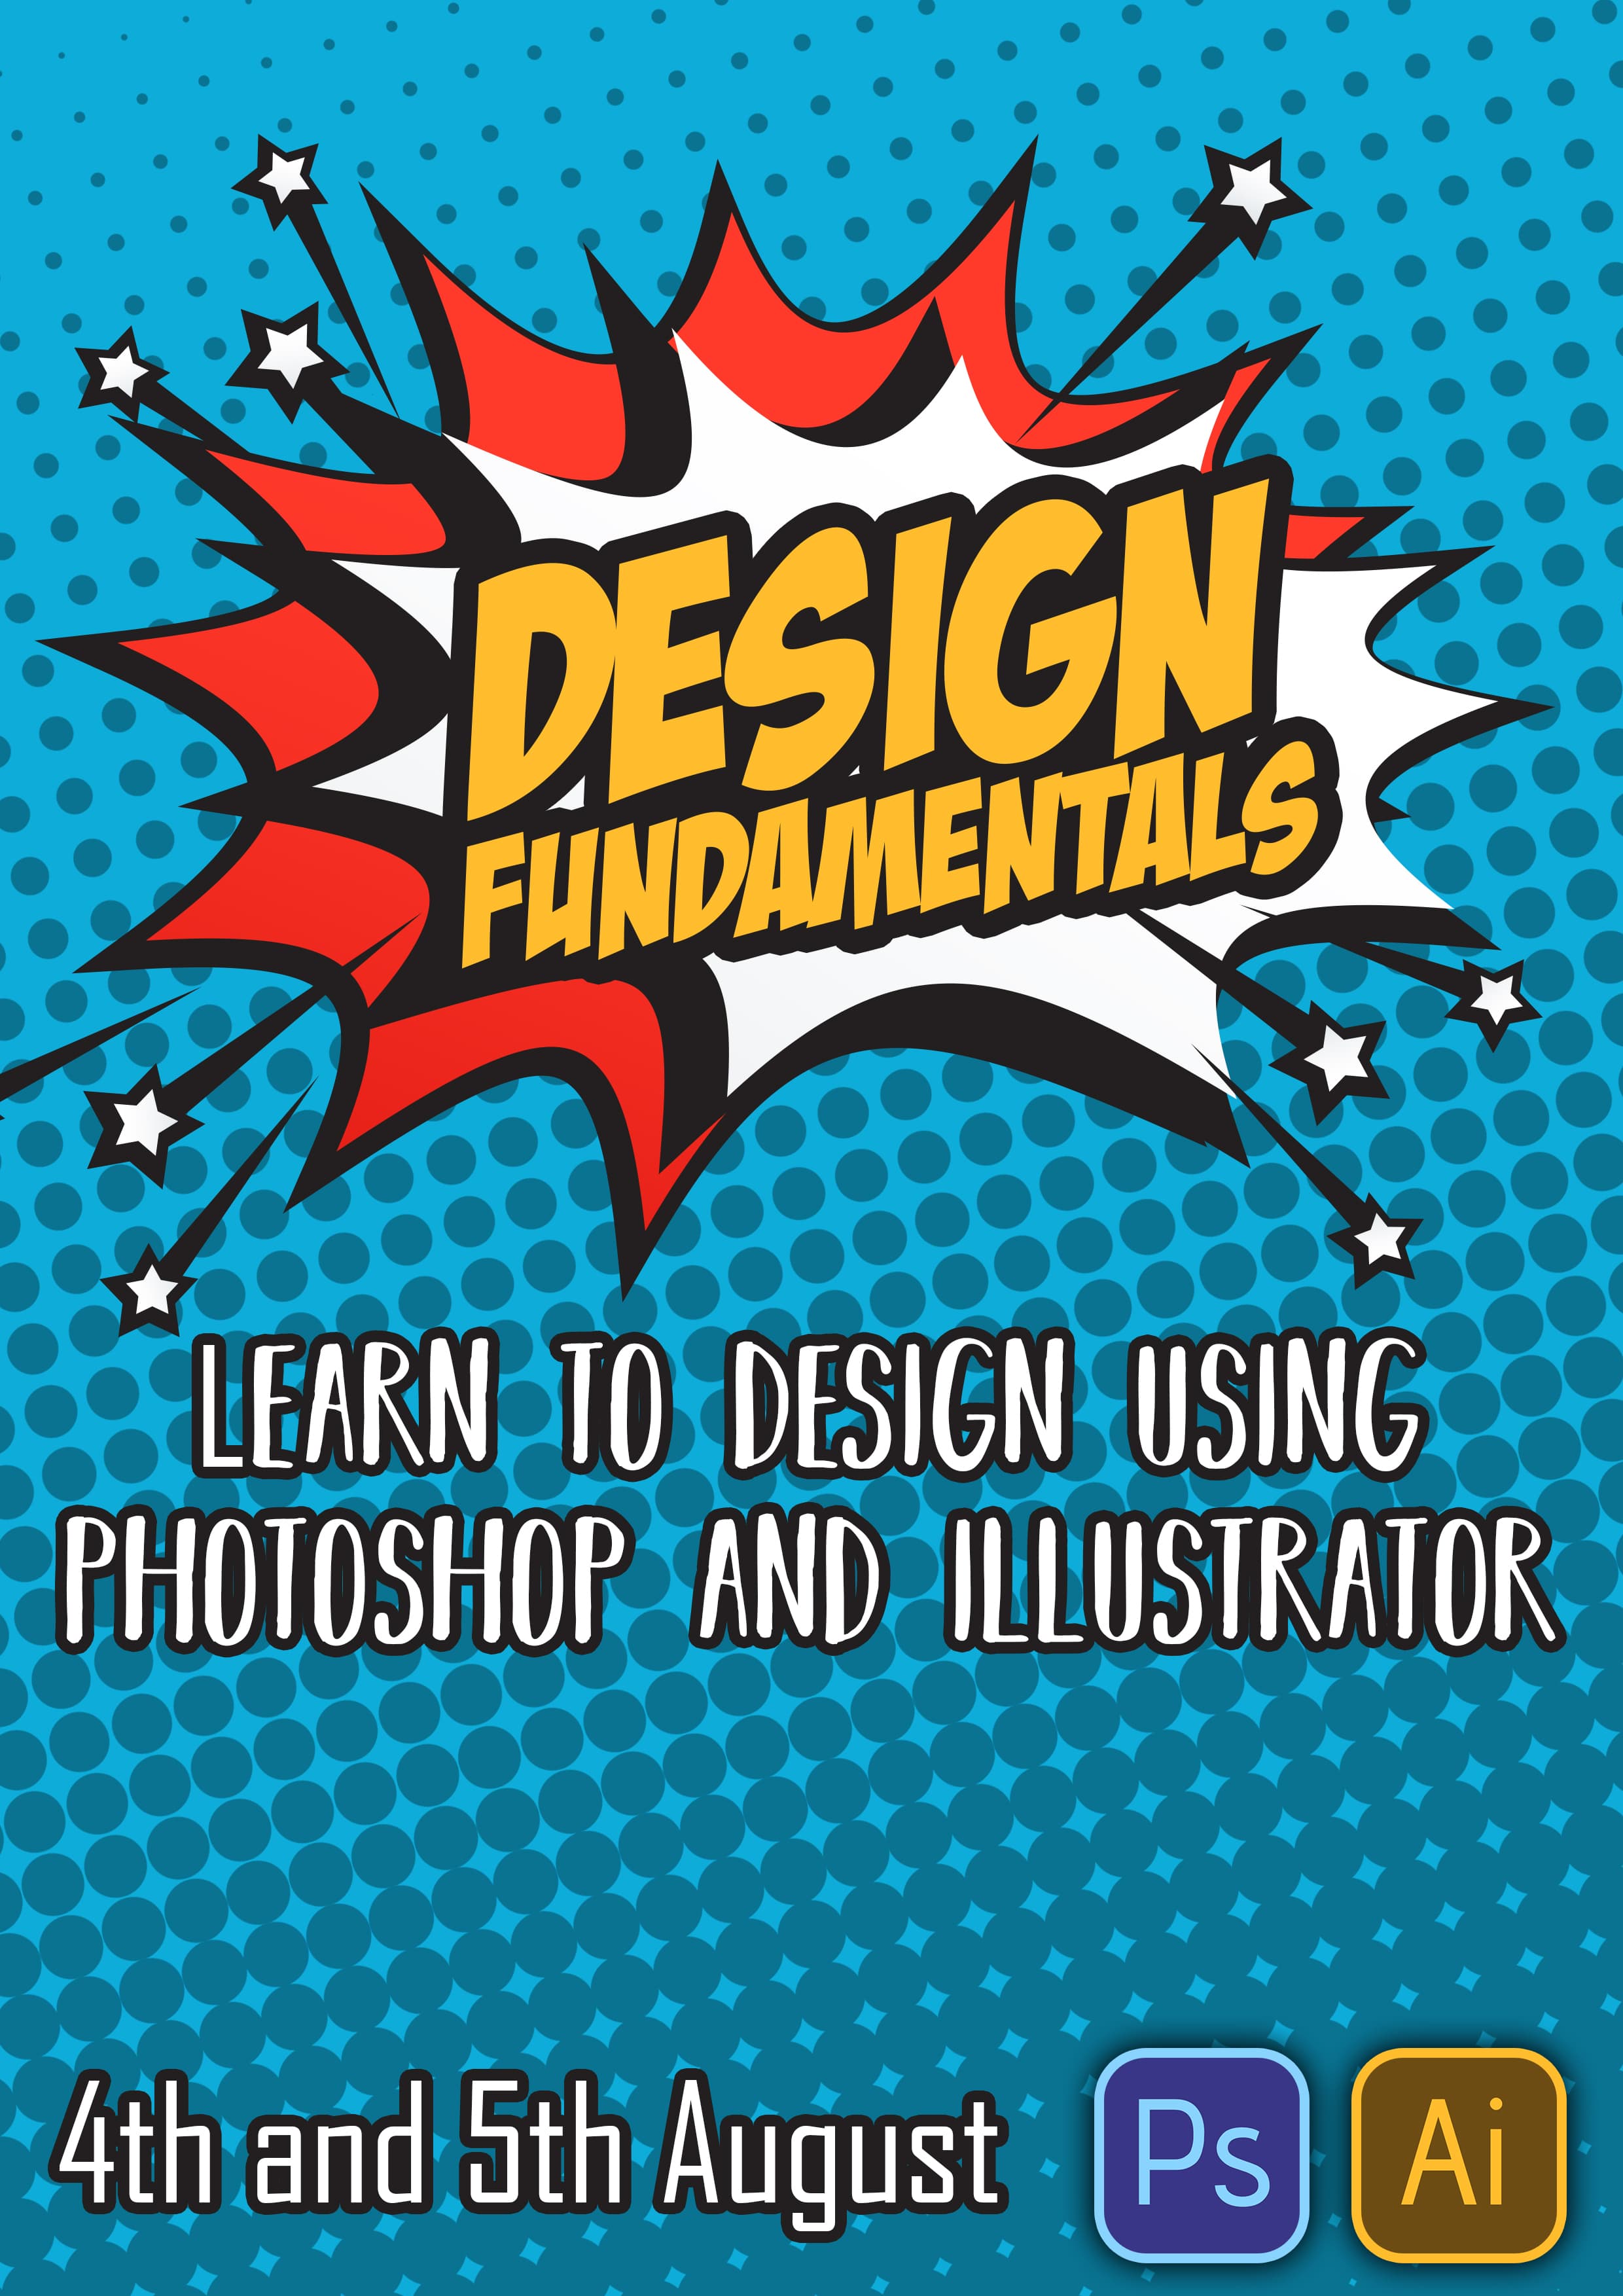 DESIGN
FUNDAMENTALS
LEARN TO DESIGN USING
PHOTOSHOP AND ILLUSTRATOR
4th and 5th August
Ps
Ai